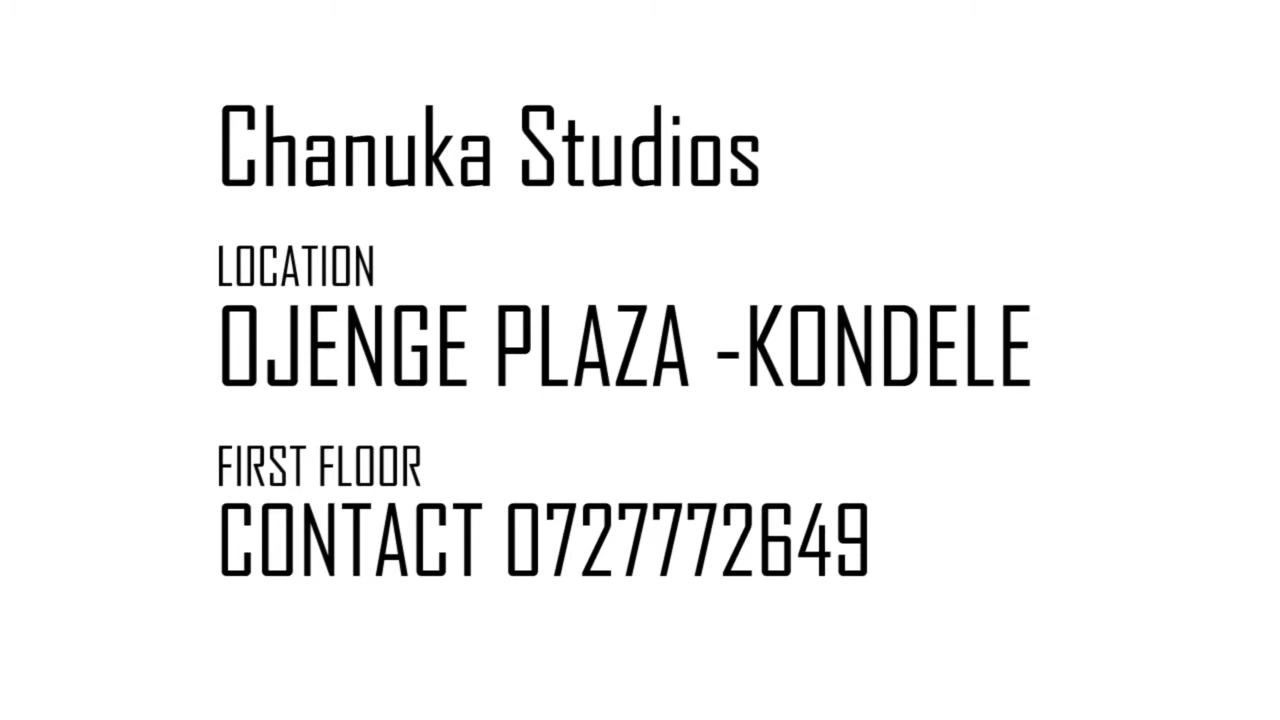 Chanuka Studios
LOCATION
OJENGE PLAZA -KONDELE
FIRST FLOOR
CONTACT 0727772649